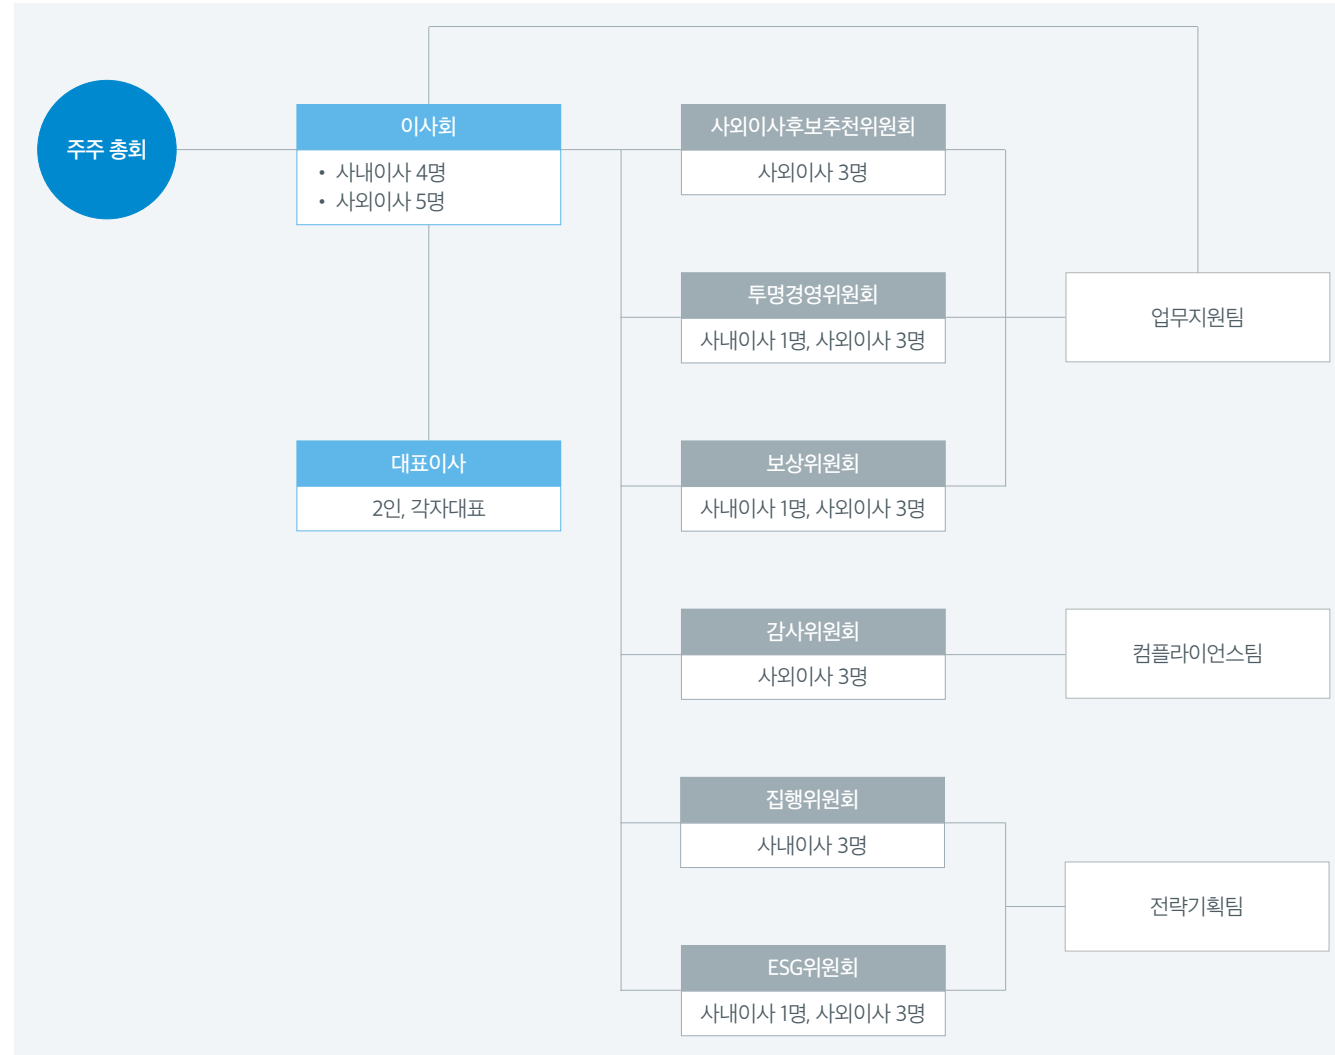 주주 총회
이사회
• 사내이사 4명
• 사외이사 5명
대표이사
2인, 각자대표
사외이사후보추천위원회
사외이사 3명
투명경영위원회
사내이사 1명, 사외이사 3명
보상위원회
사내이사 1명, 사외이사 3명
감사위원회
사외이사 3명
집행위원회
사내이사 3명
ESG위원회
사내이사 1명, 사외이사 3명
업무지원팀
컴플라이언스팀
전략기획팀